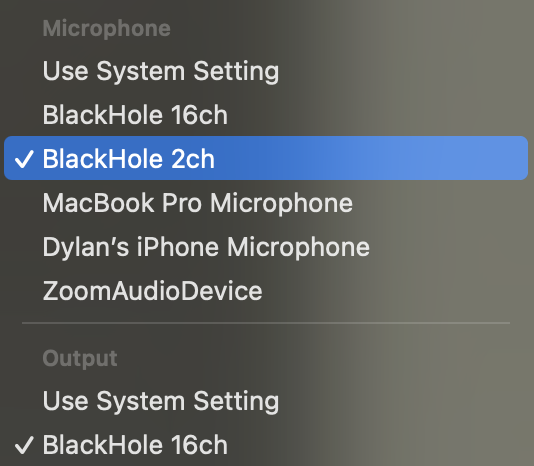 Microphone
Use System Setting
BlackHole 16ch
✓ BlackHole 2ch
MacBook Pro Microphone
Dylan’s iPhone Microphone
ZoomAudioDevice
Output
Use System Setting
✓ BlackHole 16ch